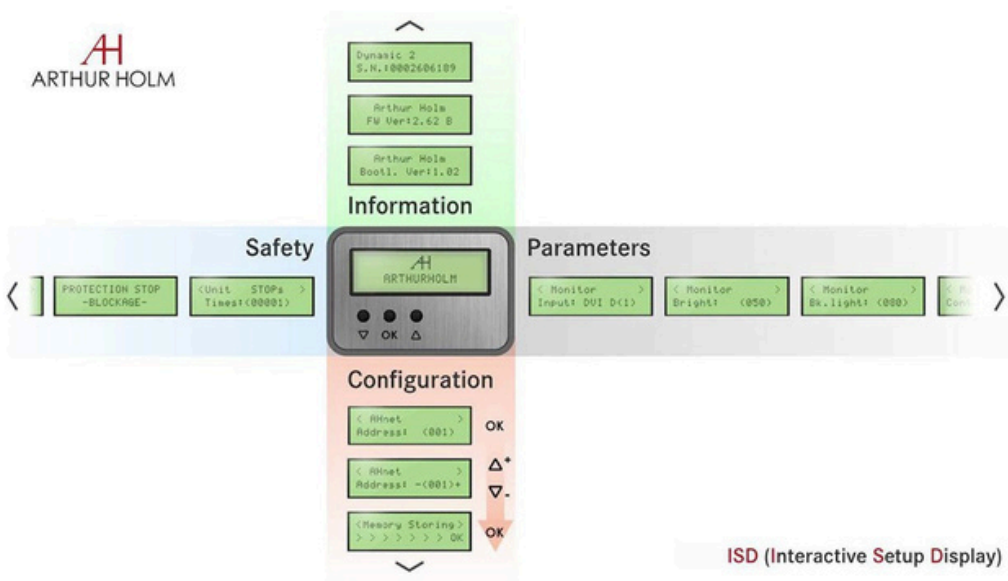 AH
ARTHUR HOLM
Dynamic 2
S.N.:0002606189
Arthur Holm
FW Ver:2.62 B
Arthur Holm
Bootl. Ver:1.02
Information
Safety
Parameters
PROTECTION STOP
-BLOCKAGE-
<Unit STOPs >
Times:(00001)
AH
ARTHURHOLM
▽ OK △
< Monitor >
Input: DVI D(1)
< Monitor >
Bright: (050)
< Monitor >
Bk.light: (080)
Configuration
< AHnet >
Address: (001)
OK
< AHnet >
Address: -(001)+
△+
▽-
<Memory Storing>
> > > > > > > OK
OK
ISD (Interactive Setup Display)